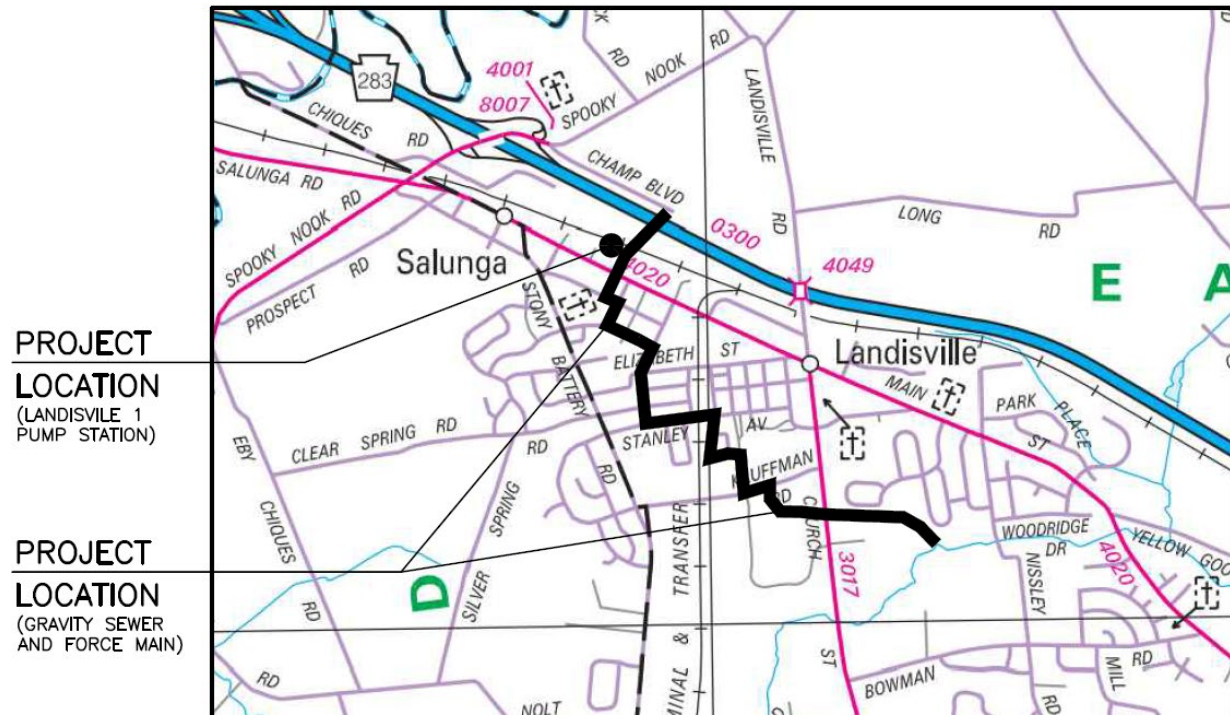 283
4001
8007
CK
RD
SPOOKY NOOK RD
LANDISVILLE
RD
CHIQUES
RD
CHAMP BLVD
SALUNGA RD
SPOOKY NOOK RD
PROSPECT RD
Salunga
4020
0300
4049
LONG
RD
E A
PROJECT
LOCATION
(LANDISVILE 1
PUMP STATION)
STONY
BATTERY
RD
ELIZABETH ST
Landisville
MAIN
ST
PARK
PLACE
CLEAR SPRING RD
EBY
CHIQUES
RD
STANLEY
AV
KAUFFMAN
RD
SILVER
SPRING
RD
CHURCH
3017
ST
WOODRIDGE
DR
YELLOW GOO
4020
NISSLEY
RD
PROJECT
LOCATION
(GRAVITY SEWER
AND FORCE MAIN)
D
MINAL & TRANSFER
BOWMAN
RD
MILL
RD
NOLT